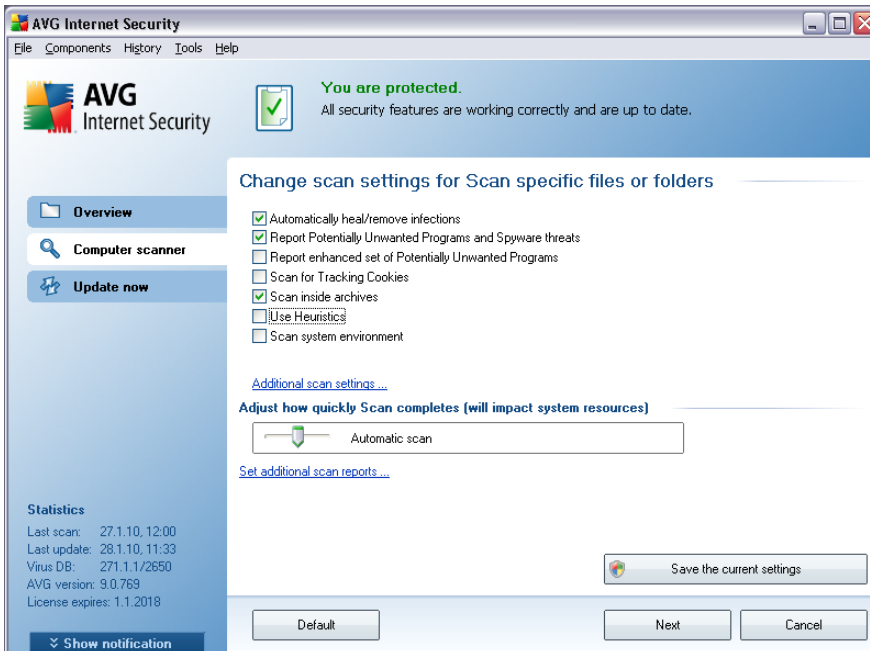 AVG Internet Security
File Components History Tools Help
AVG
Internet Security
You are protected.
All security features are working correctly and are up to date.
Overview
Computer scanner
Update now
Change scan settings for Scan specific files or folders
Automatically heal/remove infections
Report Potentially Unwanted Programs and Spyware threats
Report enhanced set of Potentially Unwanted Programs
Scan for Tracking Cookies
Scan inside archives
Use Heuristics
Scan system environment
Additional scan settings ...
Adjust how quickly Scan completes (will impact system resources)
Automatic scan
Set additional scan reports ...
Statistics
Last scan: 27.1.10, 12:00
Last update: 28.1.10, 11:33
Virus DB: 271.1.1/2650
AVG version: 9.0.769
License expires: 1.1.2018
Show notification
Save the current settings
Default Next Cancel